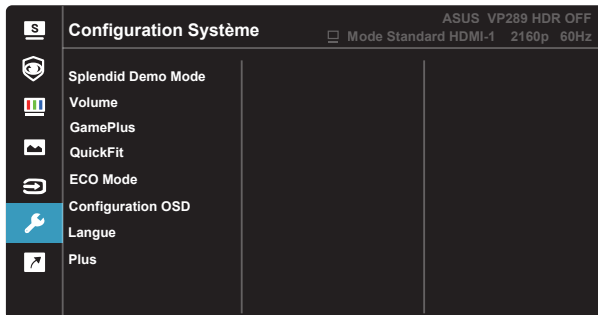 S
Configuration Système
ASUS VP289 HDR OFF
Mode Standard HDMI-1 2160p 60Hz
Splendid Demo Mode
Volume
GamePlus
QuickFit
ECO Mode
Configuration OSD
Langue
Plus